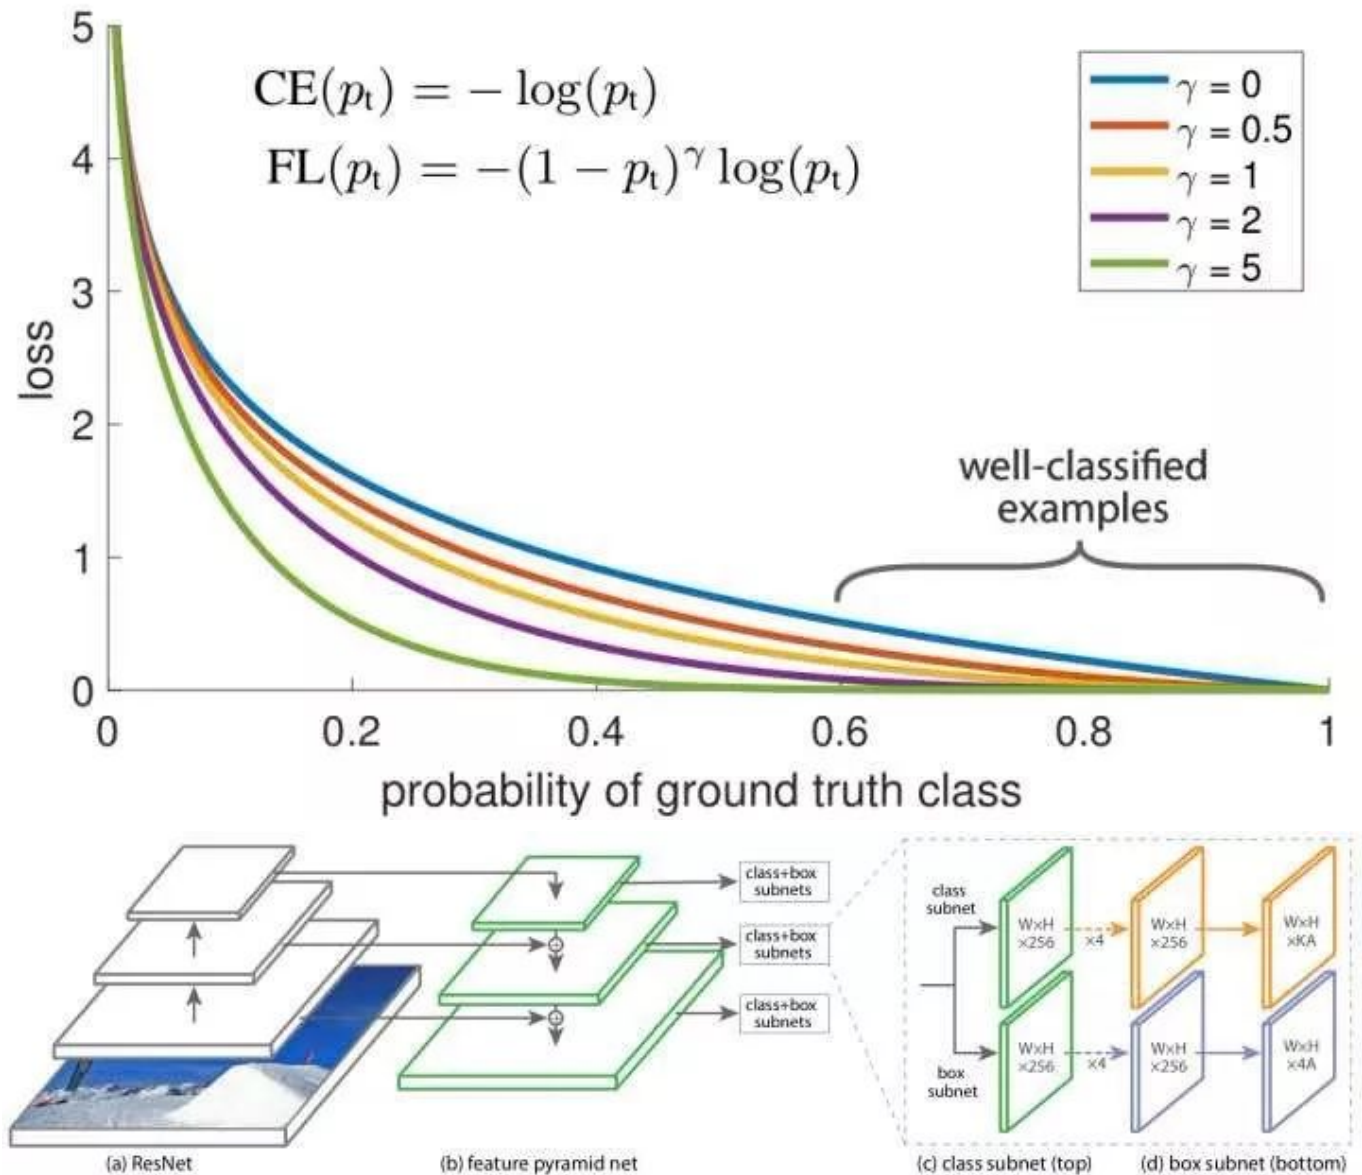 5
4
3
2
1
0
loss
CE(pₜ) = − log(pₜ)
FL(pₜ) = −(1 − pₜ)^γ log(pₜ)
γ = 0
γ = 0.5
γ = 1
γ = 2
γ = 5
well-classified
examples
0 0.2 0.4 0.6 0.8 1
probability of ground truth class
class+box
subnets
class+box
subnets
class+box
subnets
+
+
class
subnet
W×H
×256
×4
W×H
×256
W×H
×KA
box
subnet
W×H
×256
×4
W×H
×256
W×H
×4A
(a) ResNet
(b) feature pyramid net
(c) class subnet (top)
(d) box subnet (bottom)